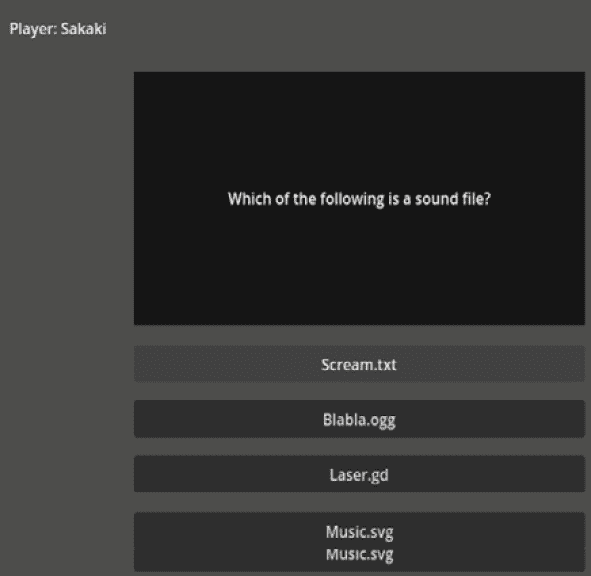 Player: Sakaki
Which of the following is a sound file?
Scream.txt
Blabla.ogg
Laser.gd
Music.svg
Music.svg